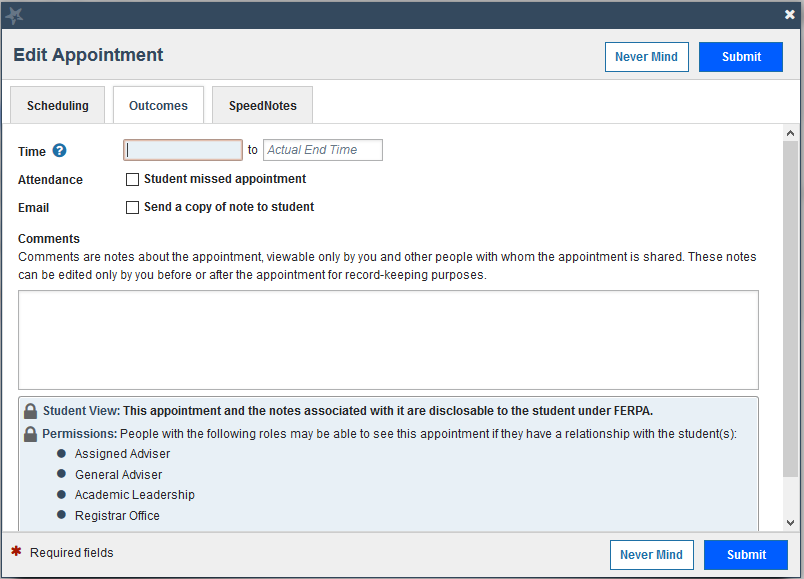 Edit Appointment
Never Mind
Submit
Scheduling
Outcomes
SpeedNotes
Time ? to Actual End Time
Attendance Student missed appointment
Email Send a copy of note to student
Comments
Comments are notes about the appointment, viewable only by you and other people with whom the appointment is shared. These notes
can be edited only by you before or after the appointment for record-keeping purposes.
Student View: This appointment and the notes associated with it are disclosable to the student under FERPA.
Permissions: People with the following roles may be able to see this appointment if they have a relationship with the student(s):
Assigned Adviser
General Adviser
Academic Leadership
Registrar Office
* Required fields
Never Mind
Submit